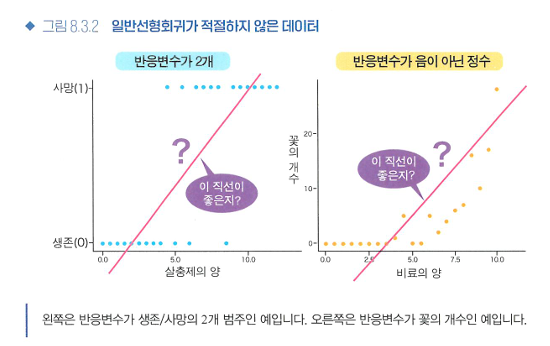 ◆ 그림 8.3.2 일반선형회귀가 적절하지 않은 데이터
반응변수가 2개
사망(1)
생존(0)
?
이 직선이
좋은지?
0.0 5.0 10.0
살충제의 양
반응변수가 음이 아닌 정수
꽃의 개수
20
10
0
?
이 직선이
좋은지?
0.0 2.5 5.0 7.5 10.0
비료의 양
왼쪽은 반응변수가 생존/사망의 2개 범주인 예입니다. 오른쪽은 반응변수가 꽃의 개수인 예입니다.